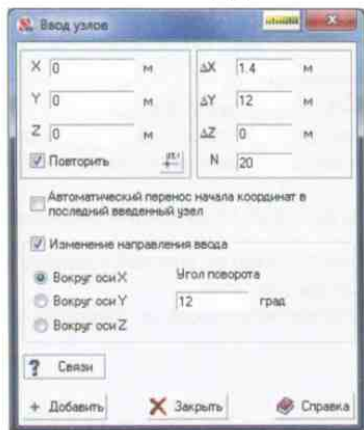 Ввод узлов
X 0 м
Y 0 м
Z 0 м
Повторить
ΔX 1.4 м
ΔY 12 м
ΔZ 0 м
N 20
Автоматический перенос начала координат в
последний введенный узел
Изменение направления ввода
Вокруг оси X
Вокруг оси Y
Вокруг оси Z
Угол поворота
12 град
? Связи
+ Добавить
Закрыть
Справка